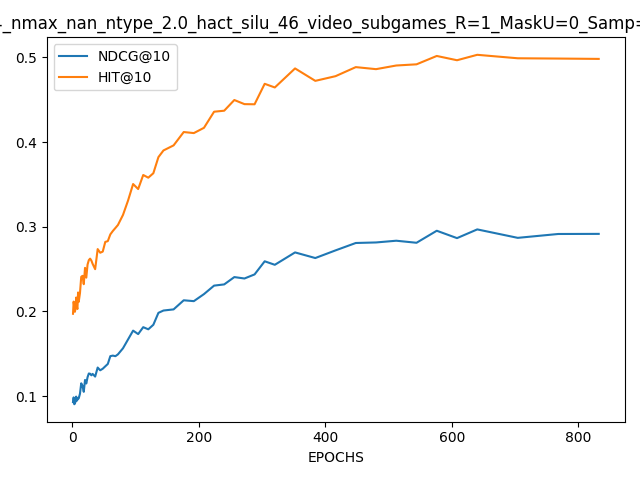 _nmax_nan_ntype_2.0_hact_silu_46_video_subgames_R=1_MaskU=0_Samp=
NDCG@10
HIT@10
0.5
0.4
0.3
0.2
0.1
0 200 400 600 800
EPOCHS